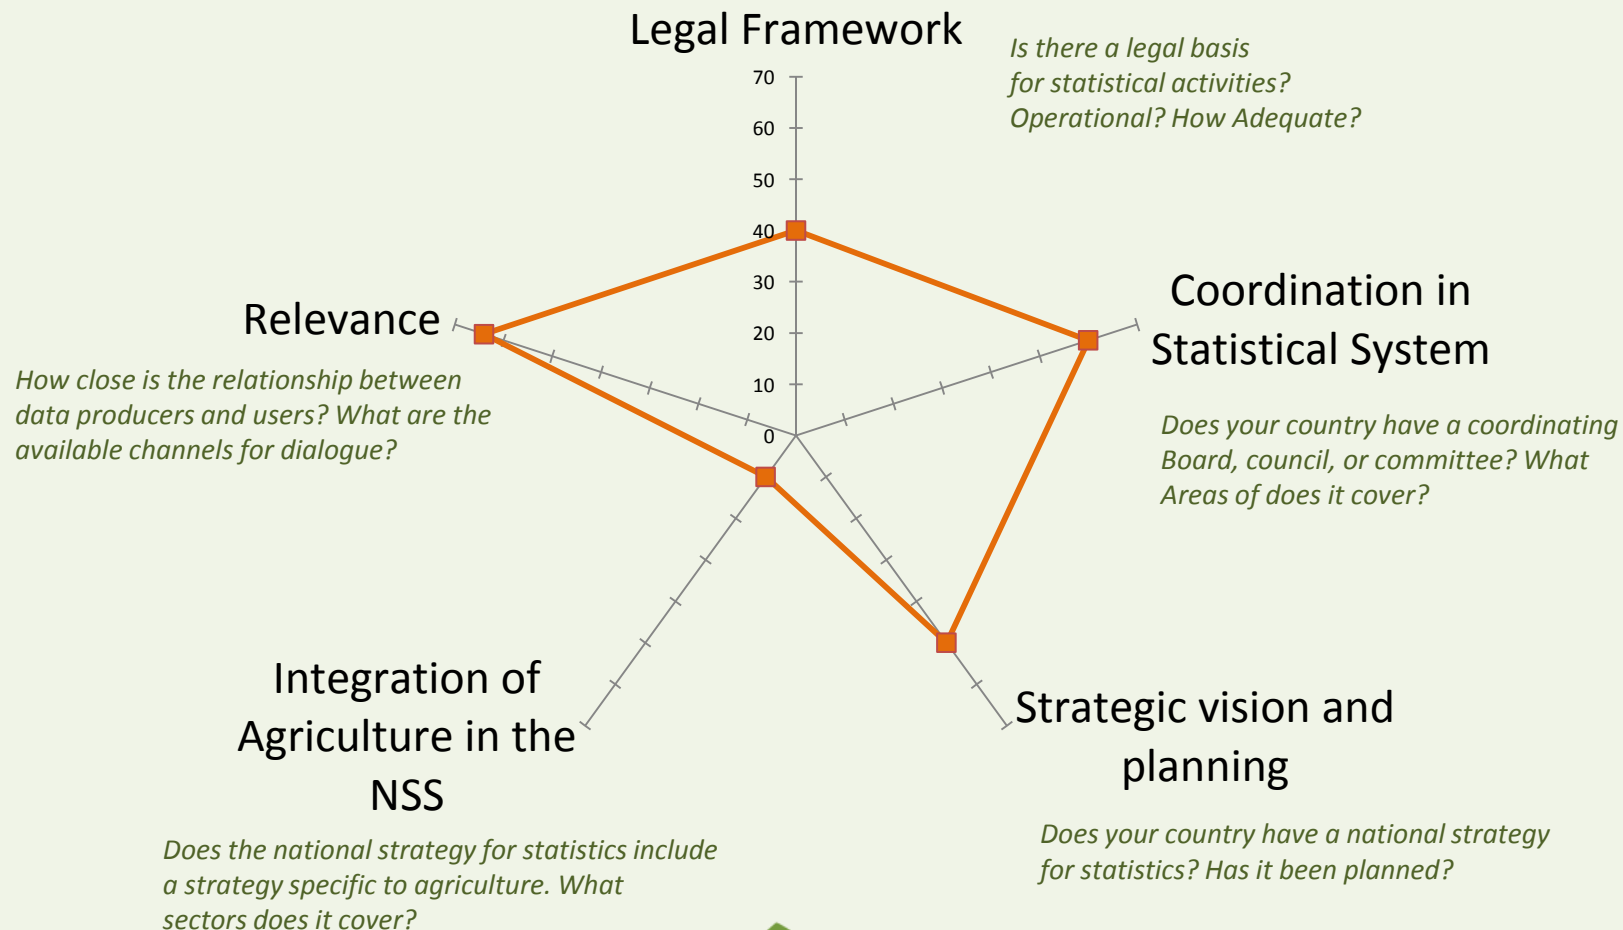 Legal Framework
Is there a legal basis
for statistical activities?
Operational? How Adequate?
70
60
50
40
30
20
10
0
Coordination in
Statistical System
Does your country have a coordinating
Board, council, or committee? What
Areas of does it cover?
Strategic vision and
planning
Does your country have a national strategy
for statistics? Has it been planned?
Integration of
Agriculture in the
NSS
Does the national strategy for statistics include
a strategy specific to agriculture. What
sectors does it cover?
Relevance
How close is the relationship between
data producers and users? What are the
available channels for dialogue?